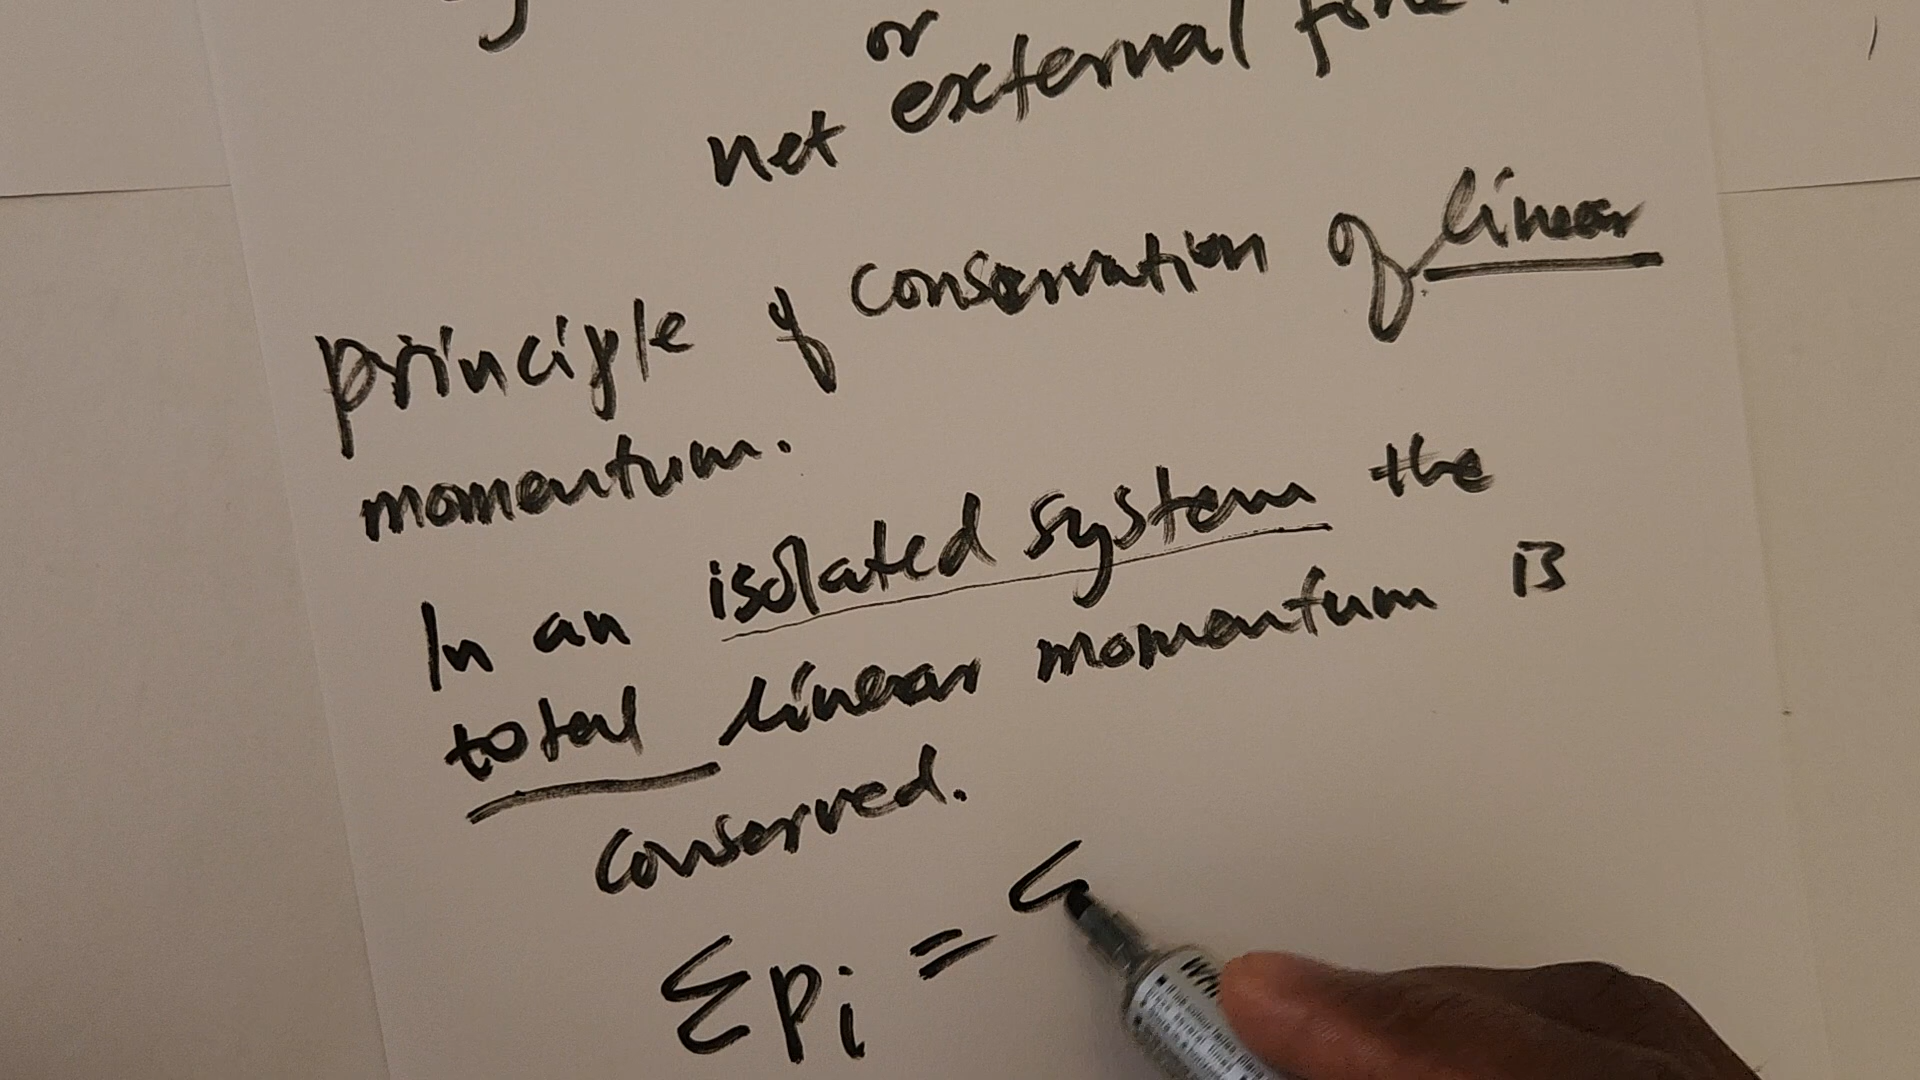 or
net external
principle of conservation of linear
momentum.
In an isolated system the
total linear momentum is
conserved.
Σpi = Σ